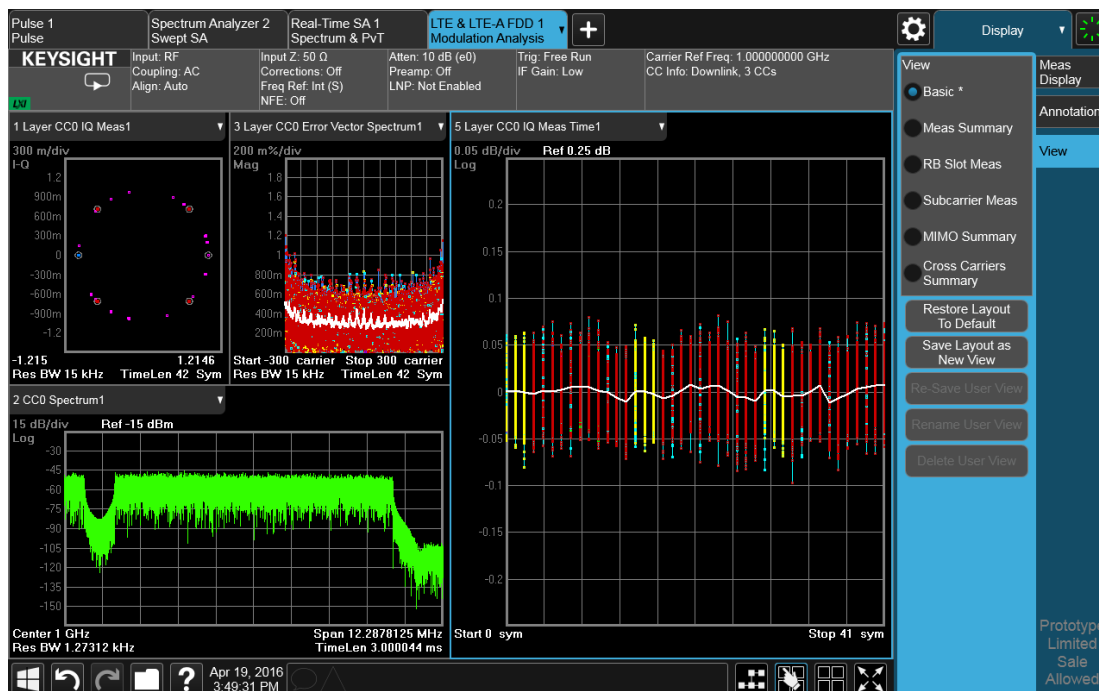 Pulse 1
Pulse
Spectrum Analyzer 2
Swept SA
Real-Time SA 1
Spectrum & PvT
LTE & LTE-A FDD 1
Modulation Analysis
Display
KEYSIGHT
LXI
Input: RF
Coupling: AC
Align: Auto
Input Z: 50 Ω
Corrections: Off
Freq Ref: Int (S)
NFE: Off
Atten: 10 dB (e0)
Preamp: Off
LNP: Not Enabled
Trig: Free Run
IF Gain: Low
Carrier Ref Freq: 1.000000000 GHz
CC Info: Downlink, 3 CCs
1 Layer CC0 IQ Meas1
300 m/div
I-Q
1.2
900m
600m
300m
0
-300m
-600m
-900m
-1.2
-1.215 1.2146
Res BW 15 kHz TimeLen 42 Sym
3 Layer CC0 Error Vector Spectrum1
200 m%/div
Mag
1.8
1.6
1.4
1.2
1
800m
600m
400m
200m
Start -300 carrier Stop 300 carrier
Res BW 15 kHz TimeLen 42 Sym
2 CC0 Spectrum1
15 dB/div Ref -15 dBm
Log
-30
-45
-60
-75
-90
-105
-120
-135
-150
Center 1 GHz Span 12.2878125 MHz
Res BW 1.27312 kHz TimeLen 3.000044 ms
5 Layer CC0 IQ Meas Time1
0.05 dB/div Ref 0.25 dB
Log
0.2
0.15
0.1
0.05
0
-0.05
-0.1
-0.15
-0.2
Start 0 sym Stop 41 sym
View
Basic *
Meas Summary
RB Slot Meas
Subcarrier Meas
MIMO Summary
Cross Carriers
Summary
Restore Layout
To Default
Save Layout as
New View
Re-Save User View
Rename User View
Delete User View
Meas
Display
Annotation
View
Prototype
Limited
Sale
Allowed
Apr 19, 2016
3:49:31 PM